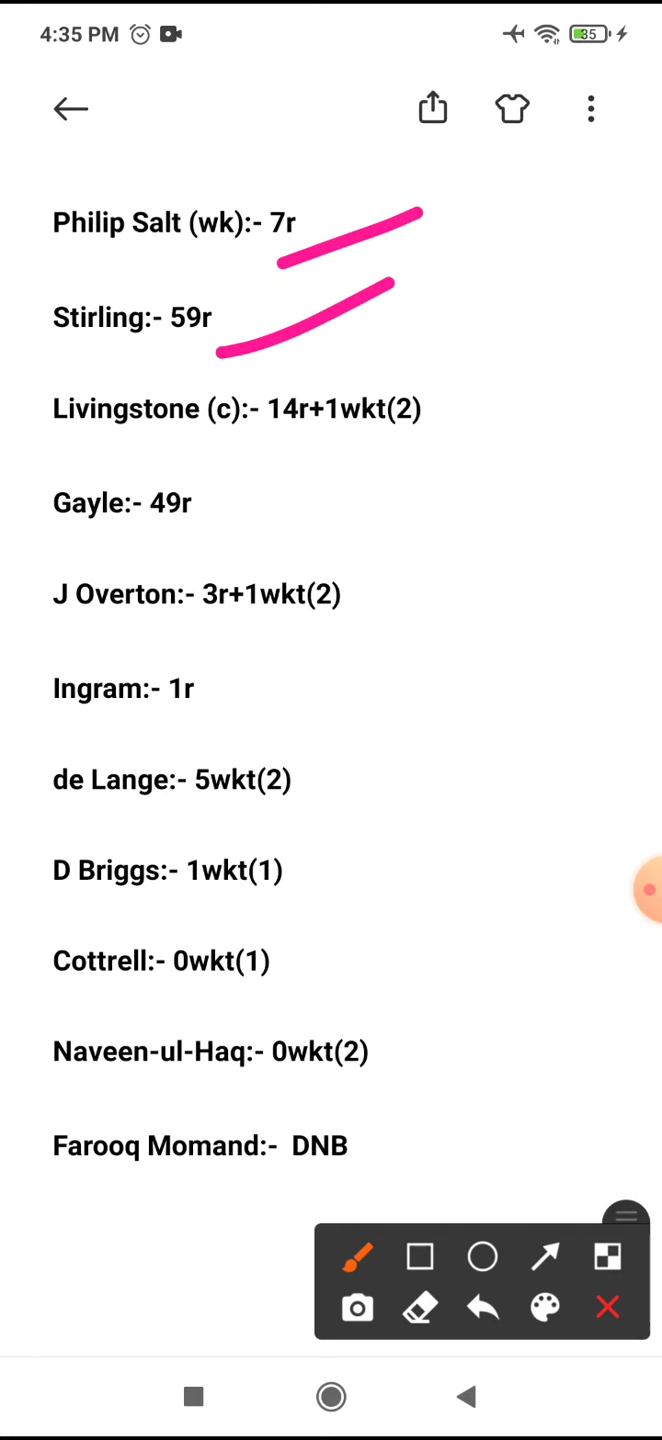 4:35 PM
35
Philip Salt (wk):- 7r
Stirling:- 59r
Livingstone (c):- 14r+1wkt(2)
Gayle:- 49r
J Overton:- 3r+1wkt(2)
Ingram:- 1r
de Lange:- 5wkt(2)
D Briggs:- 1wkt(1)
Cottrell:- 0wkt(1)
Naveen-ul-Haq:- 0wkt(2)
Farooq Momand:-  DNB